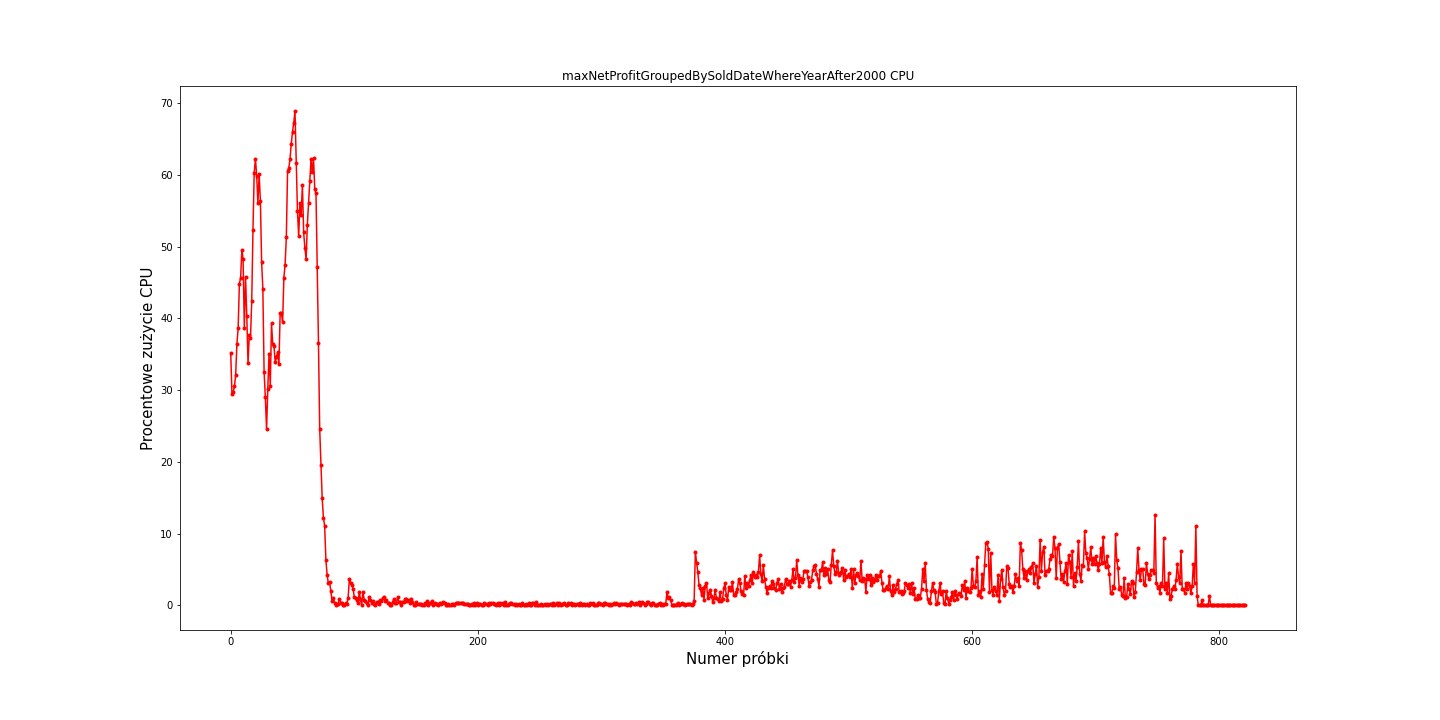 maxNetProfitGroupedBySoldDateWhereYearAfter2000 CPU
70
60
50
40
30
20
10
0
Procentowe zużycie CPU
0 200 400 600 800
Numer próbki